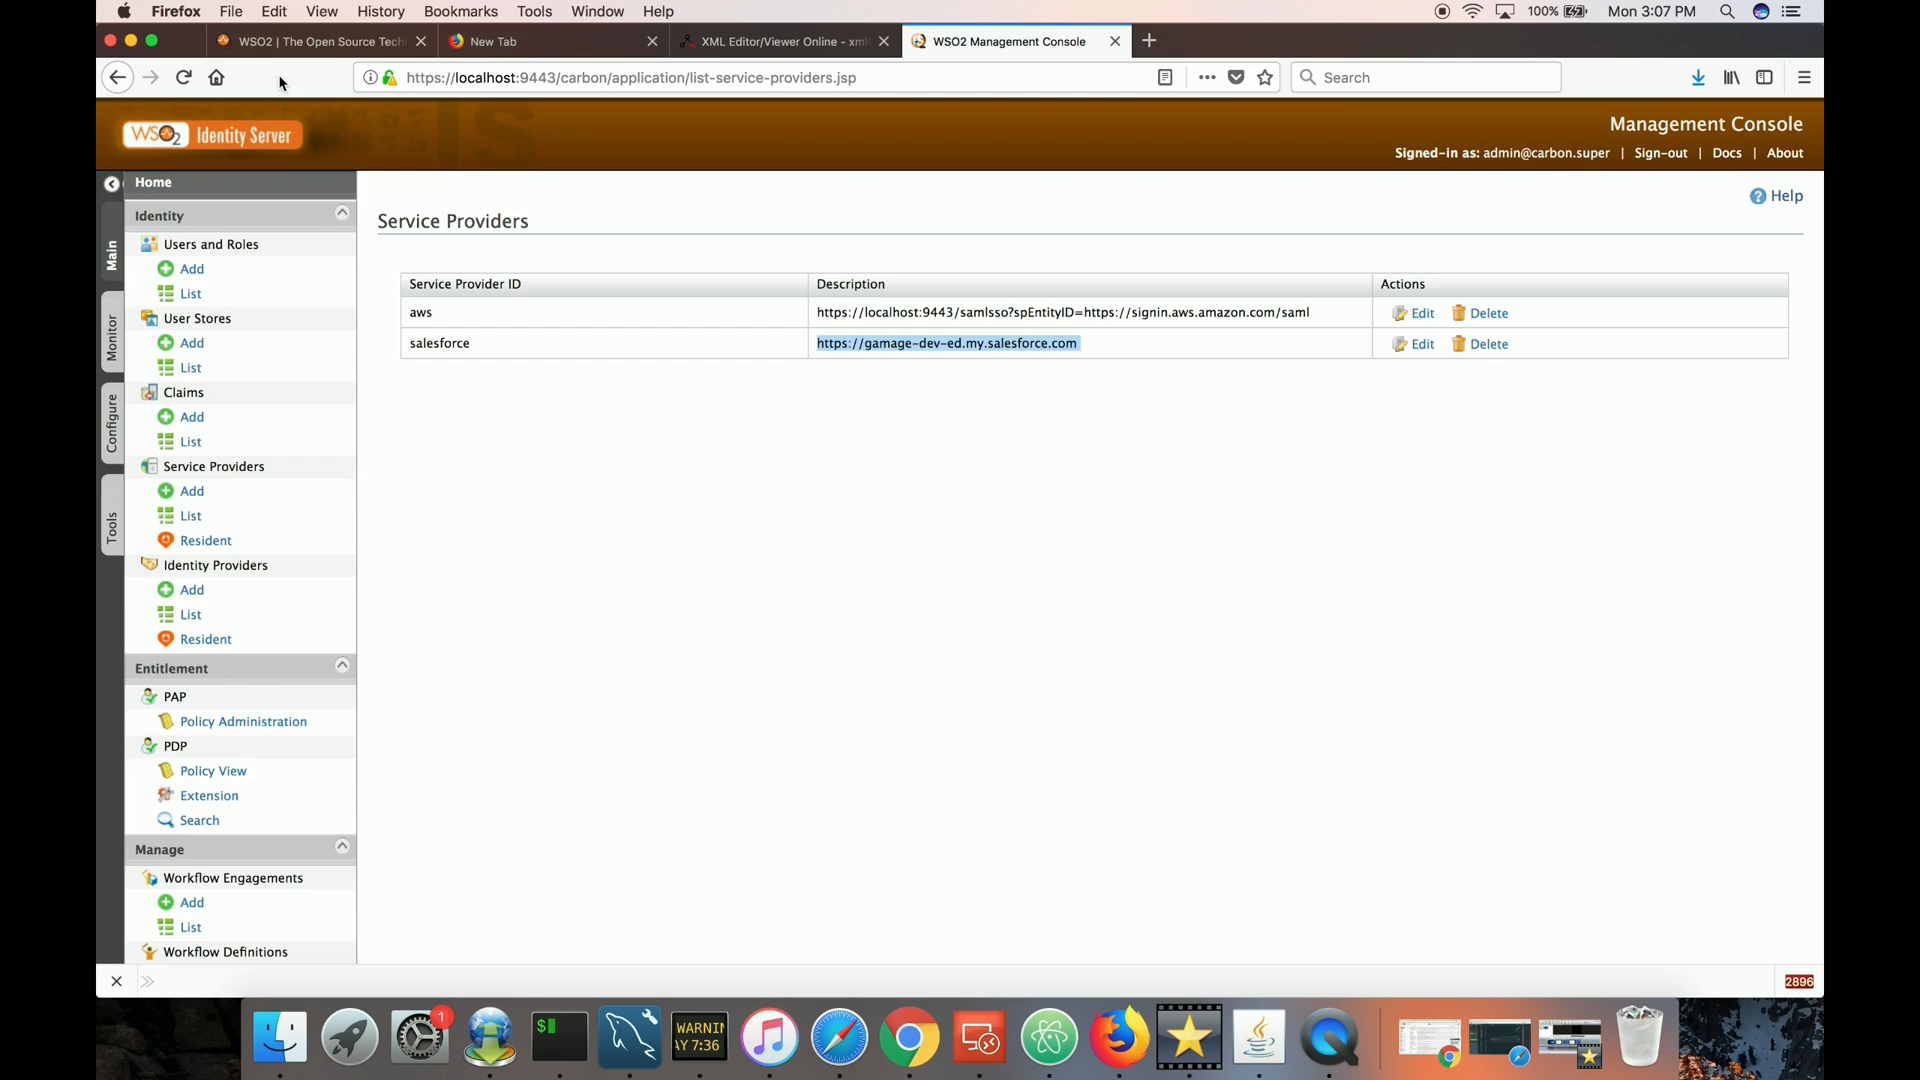 Firefox File Edit View History Bookmarks Tools Window Help 100% Mon 3:07 PM
WSO2 | The Open Source Tech New Tab XML Editor/Viewer Online - xml WSO2 Management Console
https://localhost:9443/carbon/application/list-service-providers.jsp Search
WSO2 Identity Server
Management Console
Signed-in as: admin@carbon.super | Sign-out | Docs | About
Home
Help
Identity
Service Providers
Main
Monitor
Configure
Tools
Users and Roles
Add
List
User Stores
Add
List
Claims
Add
List
Service Providers
Add
List
Resident
Identity Providers
Add
List
Resident
Entitlement
PAP
Policy Administration
PDP
Policy View
Extension
Search
Manage
Workflow Engagements
Add
List
Workflow Definitions
Service Provider ID Description Actions
aws https://localhost:9443/samlsso?spEntityID=https://signin.aws.amazon.com/saml Edit Delete
salesforce https://gamage-dev-ed.my.salesforce.com Edit Delete
2896
1
$
WARNIN
AY 7:36